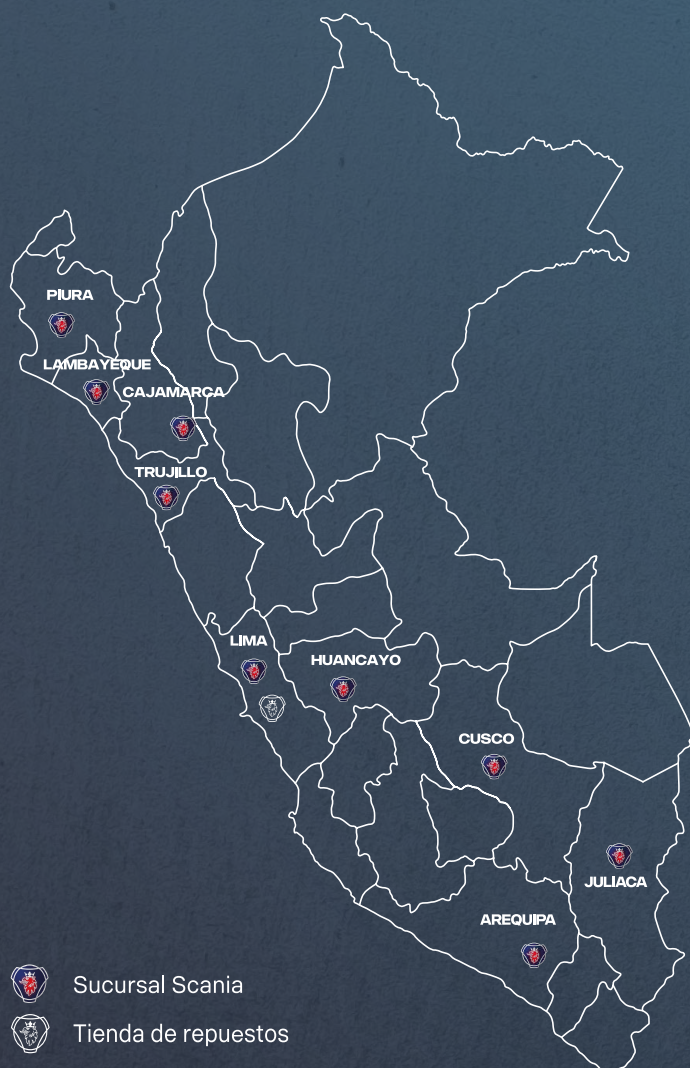 PIURA
LAMBAYEQUE
CAJAMARCA
TRUJILLO
LIMA
HUANCAYO
CUSCO
JULIACA
AREQUIPA
Sucursal Scania
Tienda de repuestos